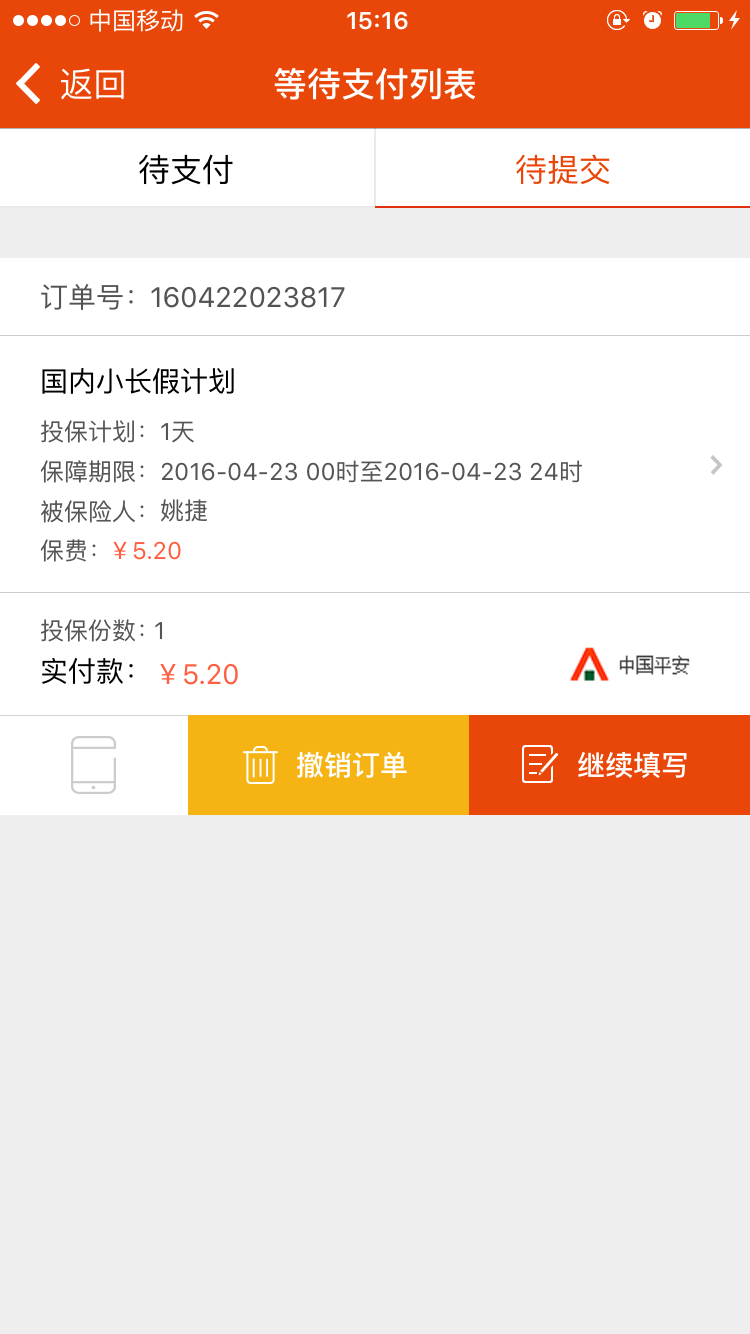 中国移动 15:16
返回 等待支付列表
待支付 待提交
订单号：160422023817
国内小长假计划
投保计划：1天
保障期限：2016-04-23 00时至2016-04-23 24时
被保险人：姚捷
保费：￥5.20
投保份数：1
实付款：￥5.20
中国平安
撤销订单 继续填写